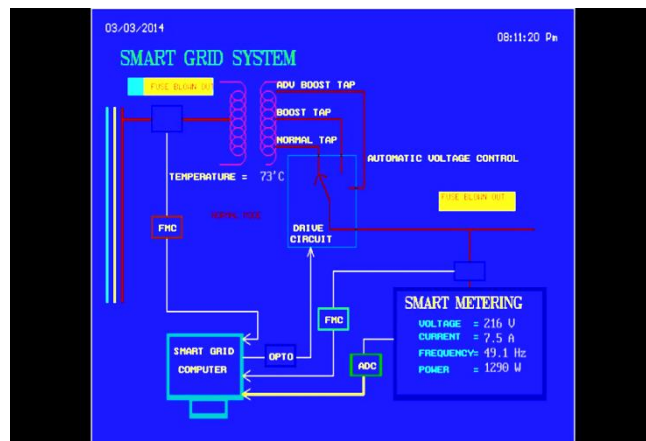 03/03/2014
08:11:20 Pm
SMART GRID SYSTEM
FUSE BLOWN OUT
ADV BOOST TAP
BOOST TAP
NORMAL TAP
AUTOMATIC VOLTAGE CONTROL
TEMPERATURE = 73'C
FUSE BLOWN OUT
NORMAL MODE
FMC
DRIVE
CIRCUIT
SMART METERING
VOLTAGE = 216 V
CURRENT = 7.5 A
FREQUENCY= 49.1 Hz
POWER = 1290 W
FMC
SMART GRID
COMPUTER
OPTO
ADC